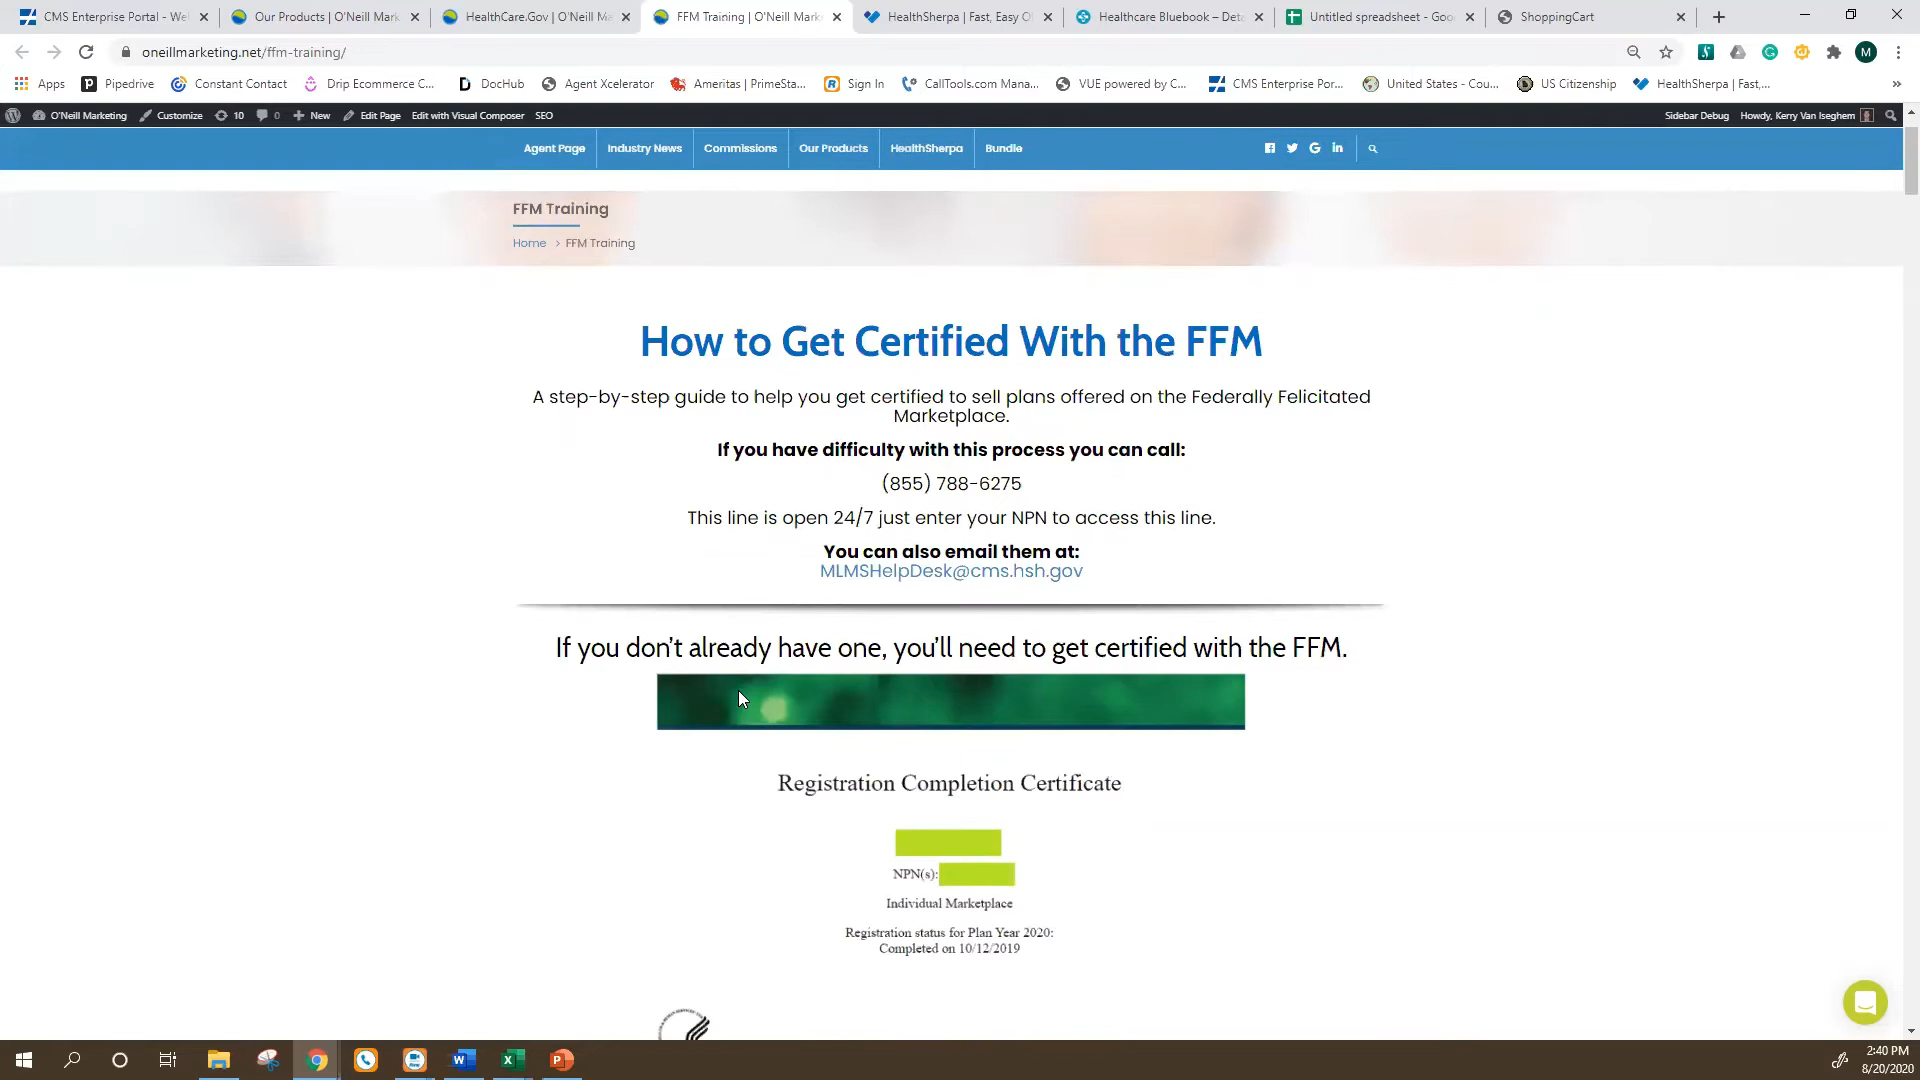 CMS Enterprise Portal - We
Our Products | O'Neill Mark
HealthCare.Gov | O'Neill Ma
FFM Training | O'Neill Mark
HealthSherpa | Fast, Easy O
Healthcare Bluebook – Deta
Untitled spreadsheet - Goo
ShoppingCart
oneillmarketing.net/ffm-training/
M
Apps
Pipedrive
Constant Contact
Drip Ecommerce C...
DocHub
Agent Xcelerator
Ameritas | PrimeSta...
Sign In
CallTools.com Mana...
VUE powered by C...
CMS Enterprise Por...
United States - Cou...
US Citizenship
HealthSherpa | Fast,...
O'Neill Marketing
Customize
10
0
New
Edit Page
Edit with Visual Composer
SEO
Sidebar Debug
Howdy, Kerry Van Iseghem
Agent Page
Industry News
Commissions
Our Products
HealthSherpa
Bundle
FFM Training
Home > FFM Training
How to Get Certified With the FFM
A step-by-step guide to help you get certified to sell plans offered on the Federally Felicitated
Marketplace.
If you have difficulty with this process you can call:
(855) 788-6275
This line is open 24/7 just enter your NPN to access this line.
You can also email them at:
MLMSHelpDesk@cms.hsh.gov
If you don't already have one, you'll need to get certified with the FFM.
Registration Completion Certificate
NPN(s):
Individual Marketplace
Registration status for Plan Year 2020:
Completed on 10/12/2019
2:40 PM
8/20/2020